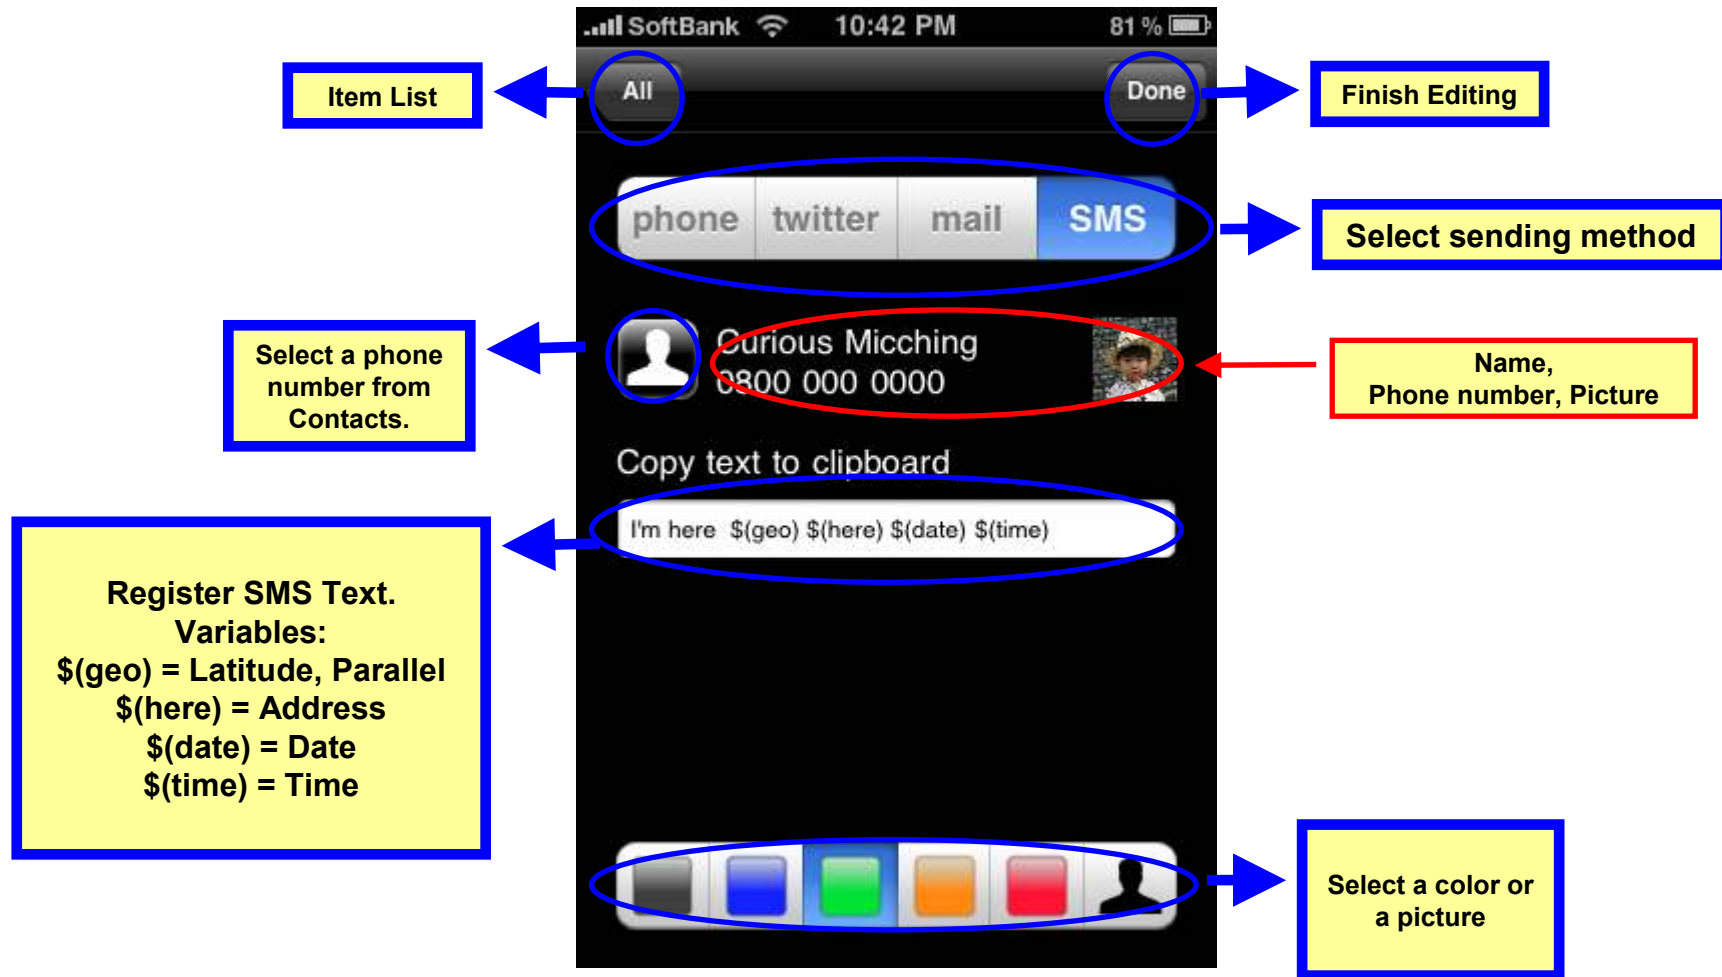 SoftBank 10:42 PM 81 %
All
Done
Item List
Finish Editing
phone twitter mail SMS
Select sending method
Select a phone
number from
Contacts.
Curious Micching
0800 000 0000
Name,
Phone number, Picture
Copy text to clipboard
I'm here $(geo) $(here) $(date) $(time)
Register SMS Text.
Variables:
$(geo) = Latitude, Parallel
$(here) = Address
$(date) = Date
$(time) = Time
Select a color or
a picture